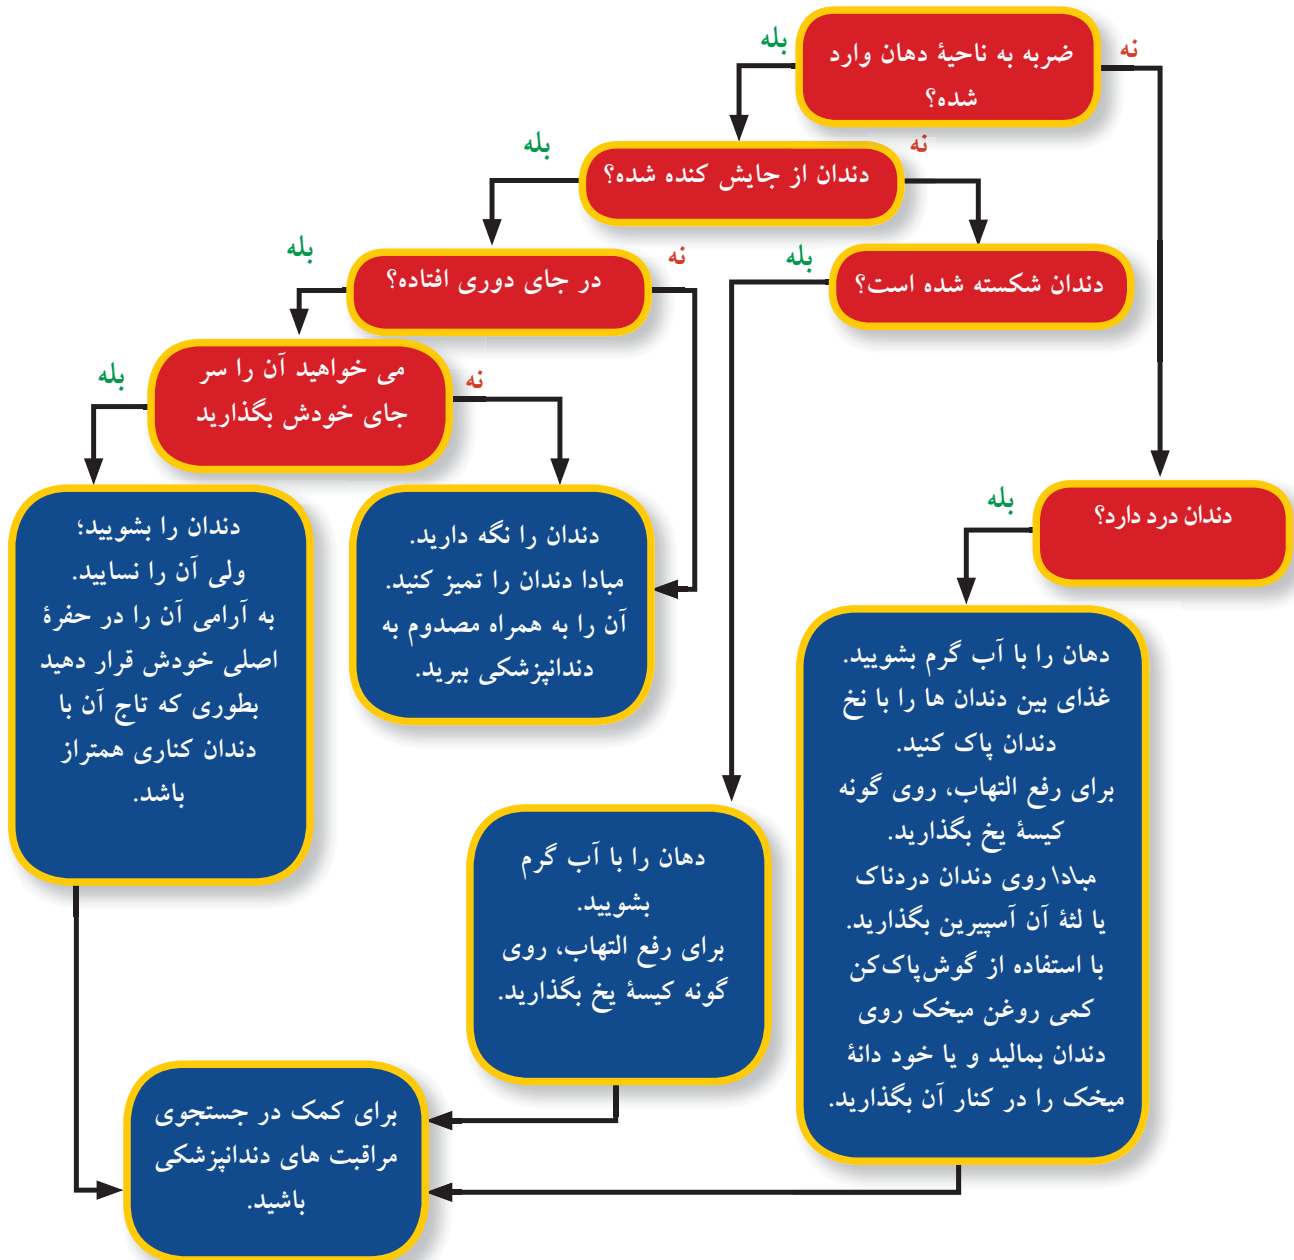 ضربه به ناحیهٔ دهان وارد
شده؟
نه
بله
دندان از جایش کنده شده؟
نه
بله
دندان شکسته شده است؟
بله
در جای دوری افتاده؟
نه
بله
می خواهید آن را سر
جای خودش بگذارید
نه
بله
دندان درد دارد؟
بله
دندان را نگه دارید.
مبادا دندان را تمیز کنید.
آن را به همراه مصدوم به
دندانپزشکی ببرید.
دندان را بشویید؛
ولی آن را نسایید.
به آرامی آن را در حفرهٔ
اصلی خودش قرار دهید
بطوری که تاج آن با
دندان کناری همتراز
باشد.
دهان را با آب گرم بشویید.
غذای بین دندان ها را با نخ
دندان پاک کنید.
برای رفع التهاب، روی گونه
کیسهٔ یخ بگذارید.
مبادا روی دندان دردناک
یا لثهٔ آن آسپیرین بگذارید.
با استفاده از گوش‌پاک‌کن
کمی روغن میخک روی
دندان بمالید و یا خود دانهٔ
میخک را در کنار آن بگذارید.
دهان را با آب گرم
بشویید.
برای رفع التهاب، روی
گونه کیسهٔ یخ بگذارید.
برای کمک در جستجوی
مراقبت های دندانپزشکی
باشید.